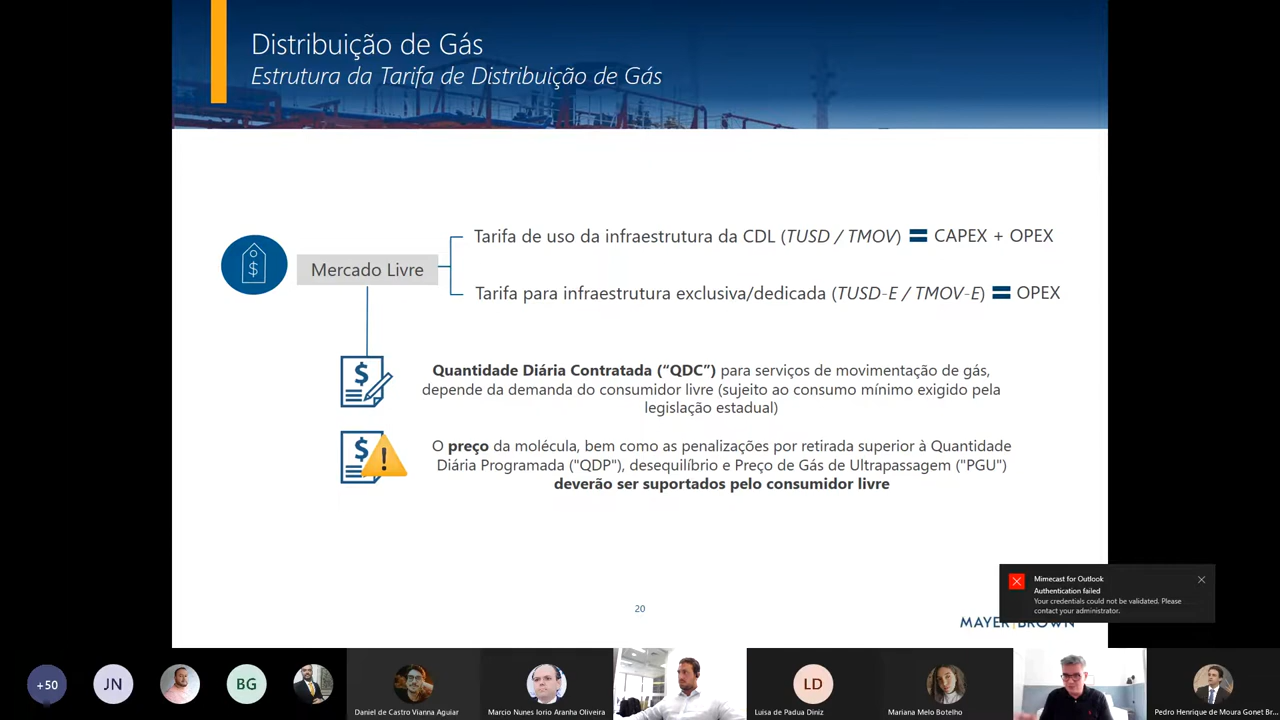 Distribuição de Gás
Estrutura da Tarifa de Distribuição de Gás
Tarifa de uso da infraestrutura da CDL (TUSD / TMOV) = CAPEX + OPEX
Mercado Livre
Tarifa para infraestrutura exclusiva/dedicada (TUSD-E / TMOV-E) = OPEX
Quantidade Diária Contratada (“QDC”) para serviços de movimentação de gás,
depende da demanda do consumidor livre (sujeito ao consumo mínimo exigido pela
legislação estadual)
O preço da molécula, bem como as penalizações por retirada superior à Quantidade
Diária Programada ("QDP"), desequilíbrio e Preço de Gás de Ultrapassagem ("PGU")
deverão ser suportados pelo consumidor livre
Mimecast for Outlook
Authentication failed
Your credentials could not be validated. Please
contact your administrator.
20
MAYER BROWN
+50
JN
BG
LD
Daniel de Castro Vianna Aguiar
Marcio Nunes Iorio Aranha Oliveira
Luisa de Padua Diniz
Mariana Melo Botelho
Pedro Henrique de Moura Gonet Br...